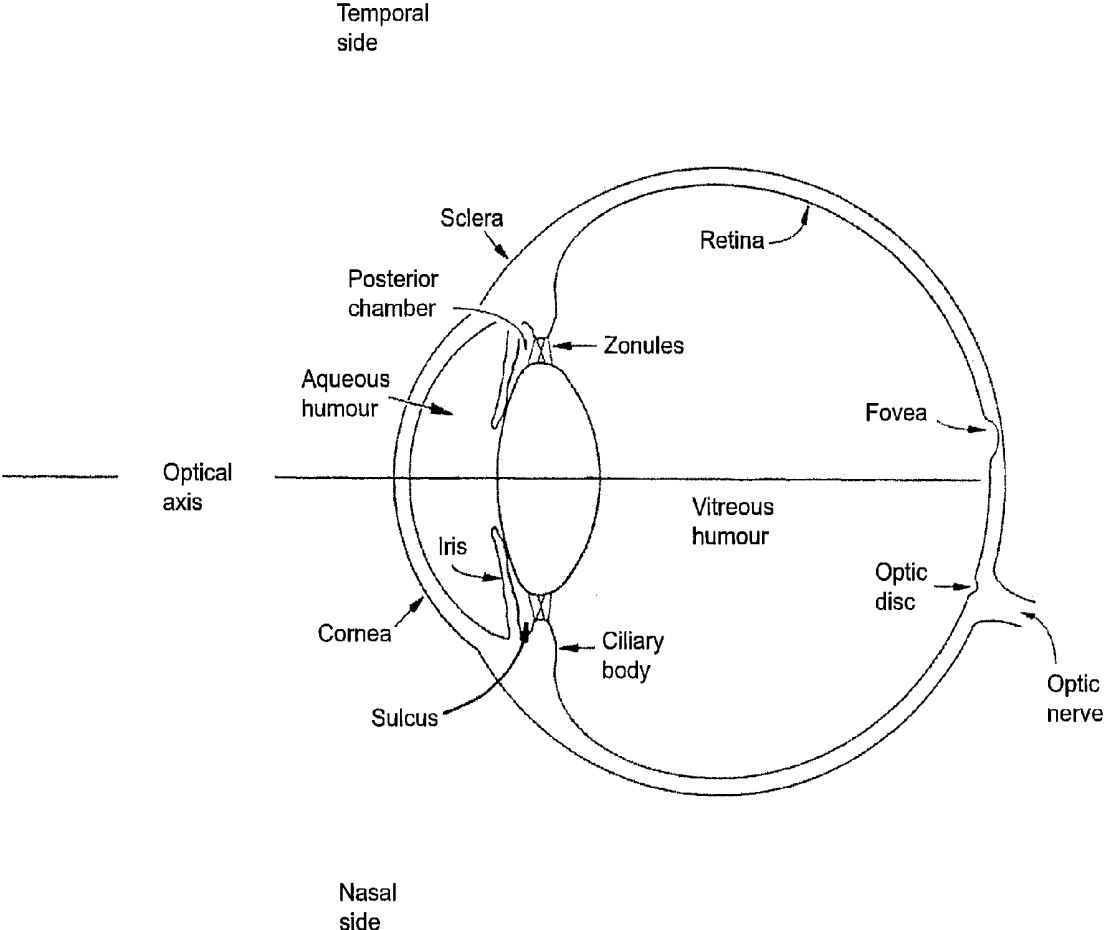 Temporal
side
Sclera
Retina
Posterior
chamber
Zonules
Aqueous
humour
Fovea
Optical
axis
Vitreous
humour
Iris
Optic
disc
Cornea
Ciliary
body
Optic
nerve
Sulcus
Nasal
side